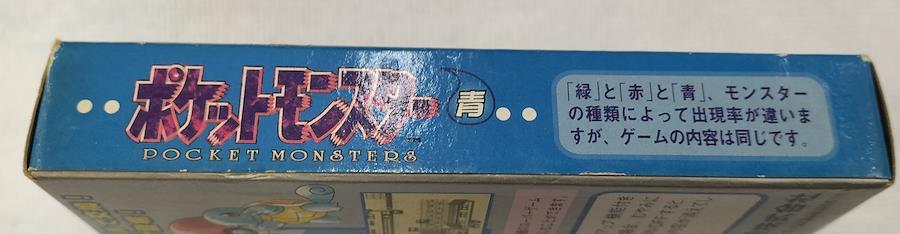 ポケットモンスター
青
POCKET MONSTERS
「緑」と「赤」と「青」、モンスター
の種類によって出現率が違いま
すが、ゲームの内容は同じです。